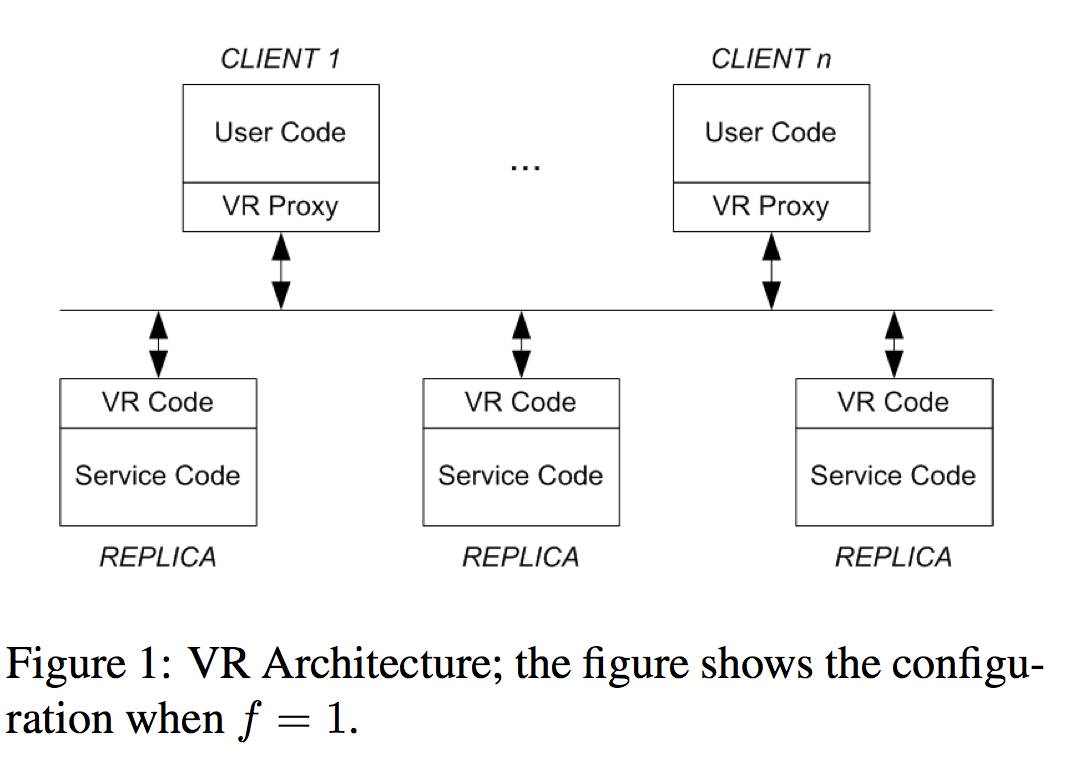 CLIENT 1 CLIENT n
User Code User Code
...
VR Proxy VR Proxy
VR Code VR Code VR Code
Service Code Service Code Service Code
REPLICA REPLICA REPLICA
Figure 1: VR Architecture; the figure shows the configu-
ration when f = 1.